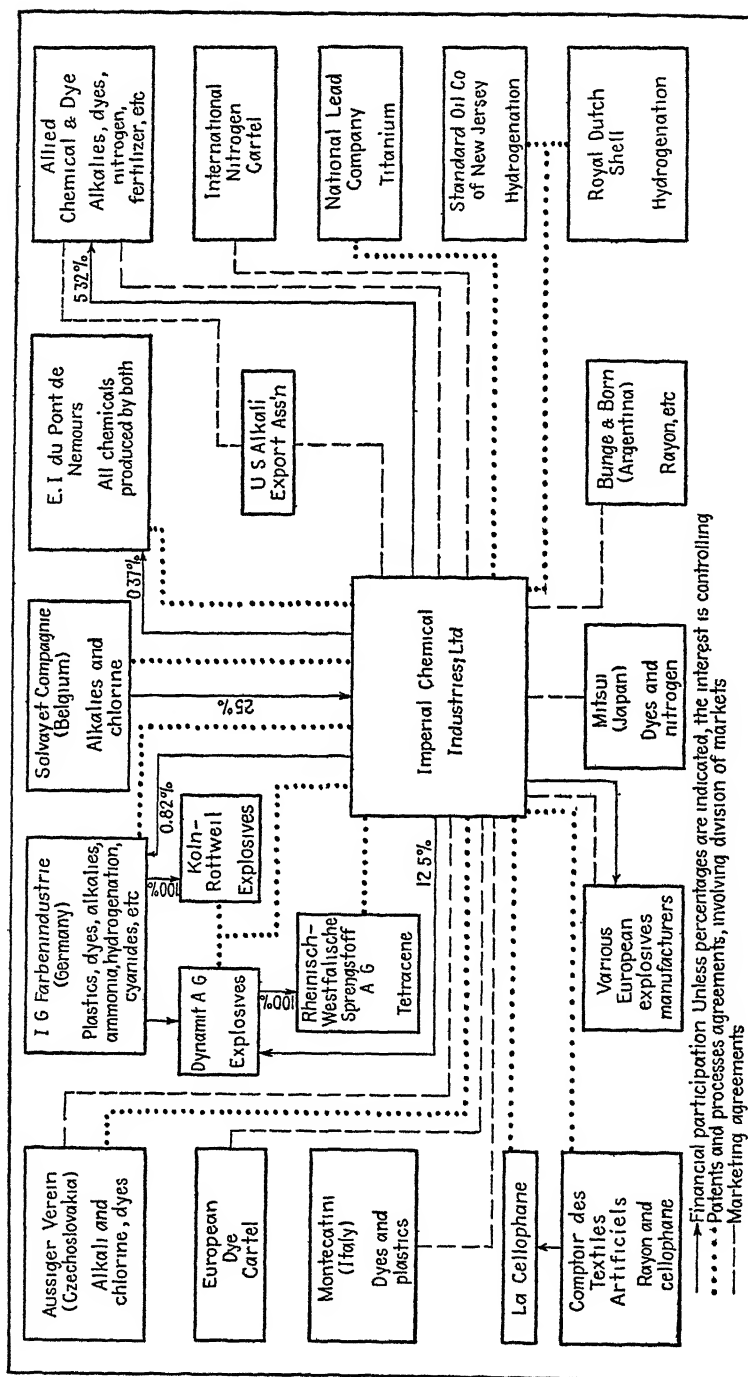 Aussiger Verein
(Czechoslovakia)
Alkali and
chlorine, dyes
European
Dye
Cartel
Montecatini
(Italy)
Dyes and
plastics
La Cellophane
Comptoir des
Textiles
Artificiels
Rayon and
cellophane
I G Farbenindustrie
(Germany)
Plastics, dyes, alkalies,
ammonia, hydrogenation,
cyanides, etc
100%
0.82%
Dynamit A G
Explosives
Koln-
Rottweil
Explosives
100%
Rheinisch-
Westfalische
Sprengstoff
A G
Tetracene
12 5%
Solvay et Compagnie
(Belgium)
Alkalies and
chlorine
25%
E. I du Pont de
Nemours
All chemicals
produced by both
0 37%
Allied
Chemical & Dye
Alkalies, dyes,
nitrogen,
fertilizer, etc
5 32%
U S Alkali
Export Ass'n
International
Nitrogen
Cartel
National Lead
Company
Titanium
Standard Oil Co
of New Jersey
Hydrogenation
Royal Dutch
Shell
Hydrogenation
Imperial Chemical
Industries, Ltd
Various
European
explosives
manufacturers
Mitsui
(Japan)
Dyes and
nitrogen
Bunge & Born
(Argentina)
Rayon, etc
Financial participation Unless percentages are indicated, the interest is controlling
Patents and processes agreements, involving division of markets
Marketing agreements